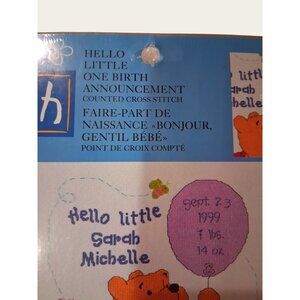 HELLO
LITTLE
ONE BIRTH
ANNOUNCEMENT
COUNTED CROSS STITCH
FAIRE-PART DE
NAISSANCE «BONJOUR,
GENTIL BÉBÉ»
POINT DE CROIX COMPTÉ
h
lo little
Sarah
Michelle
Hello little
Sarah
Michelle
Sept. 23
1999
7 lbs.
14 oz.